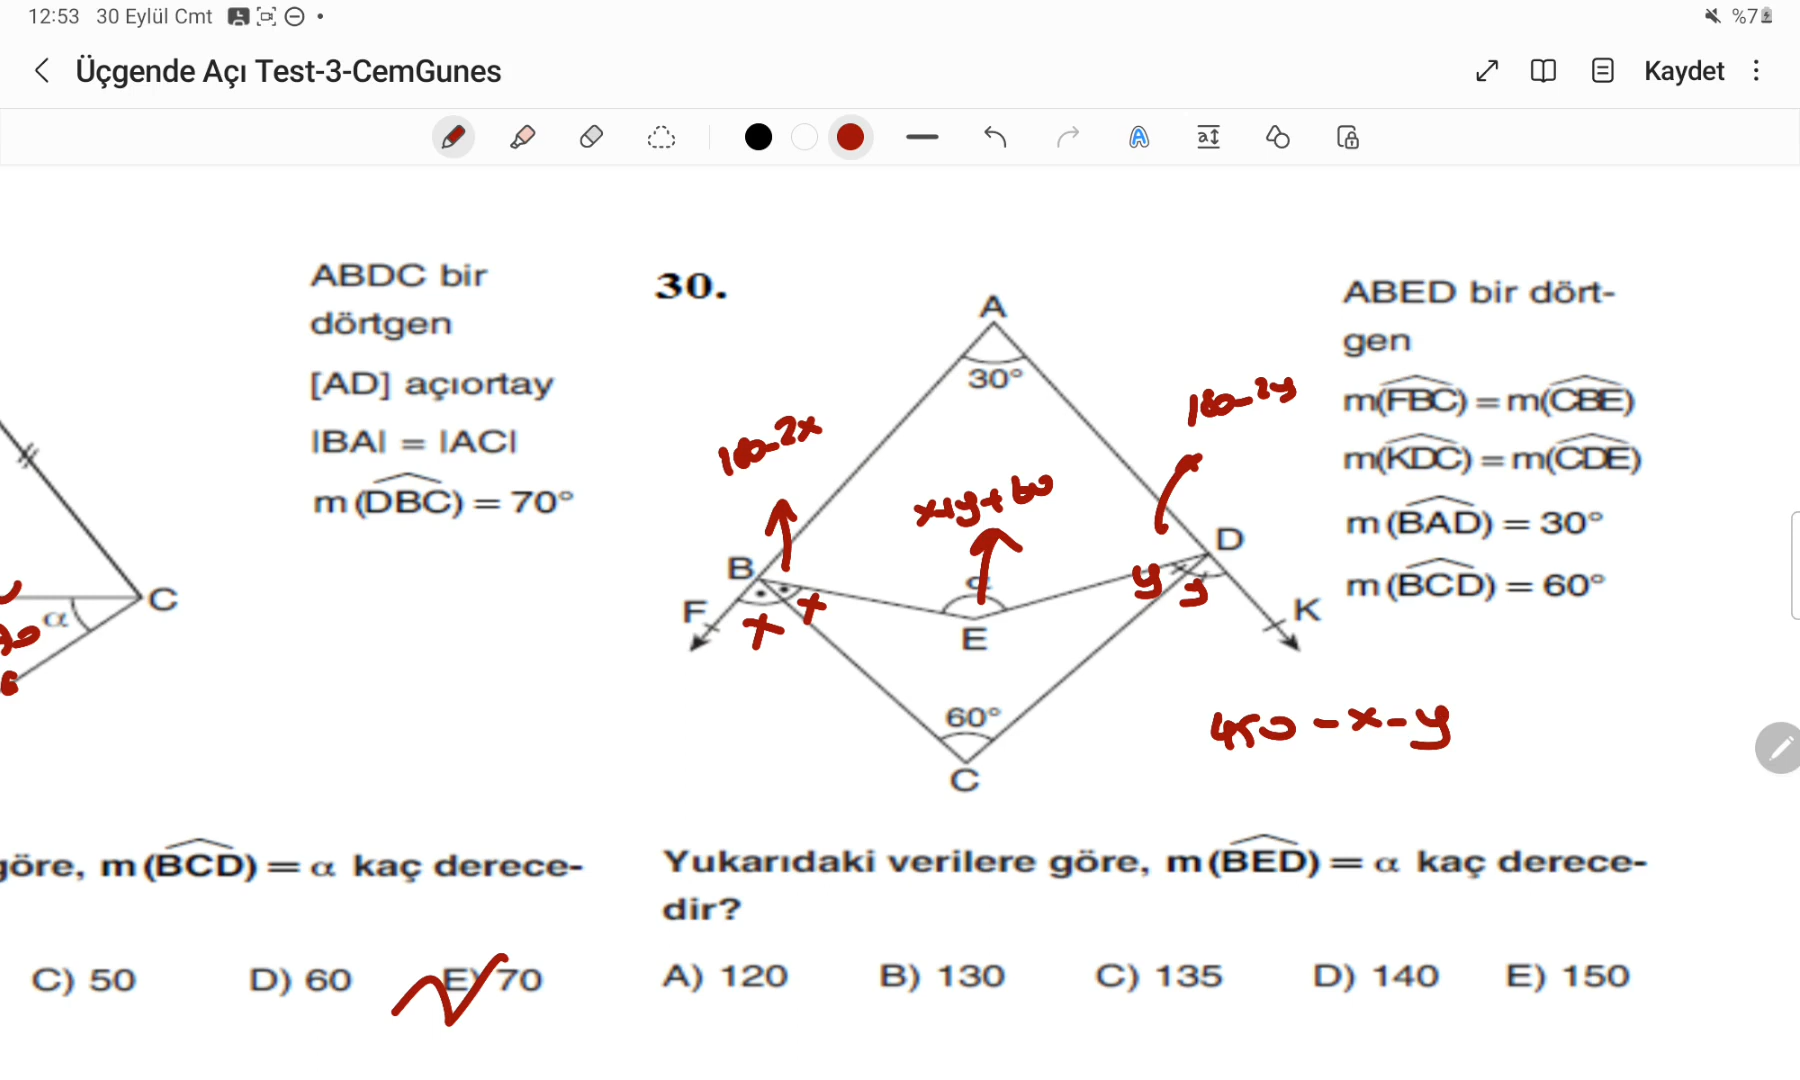 12:53 30 Eylül Cmt
%7
Üçgende Açı Test-3-CemGunes
Kaydet
ABDC bir
dörtgen
[AD] açıortay
|BA| = |AC|
m(DBC) = 70°
C
α
göre, m(BCD) = α kaç derece-
C) 50 D) 60 E) 70
30.
A
30°
180-2x
180-2y
x+y+60
B
D
α
y
y
F
x
x
E
K
60°
C
450-x-y
ABED bir dört-
gen
m(FBC) = m(CBE)
m(KDC) = m(CDE)
m(BAD) = 30°
m(BCD) = 60°
Yukarıdaki verilere göre, m(BED) = α kaç derece-
dir?
A) 120 B) 130 C) 135 D) 140 E) 150